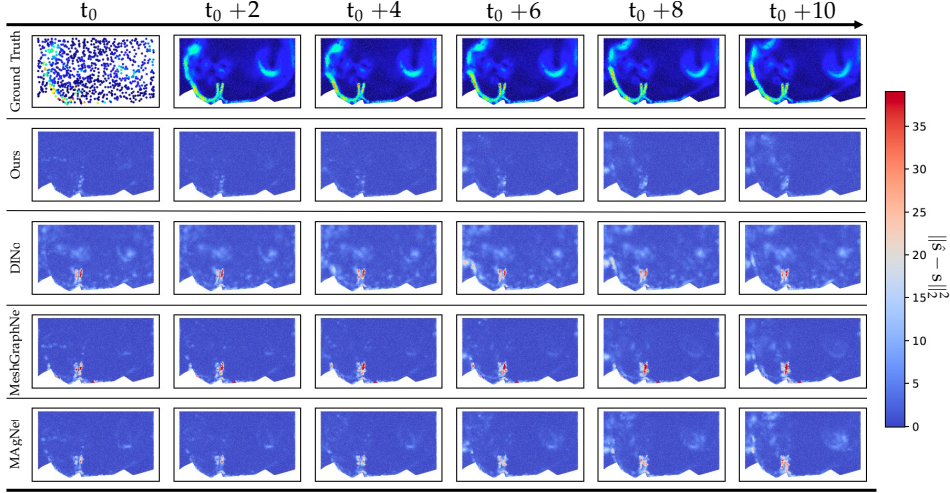 t₀ t₀ +2 t₀ +4 t₀ +6 t₀ +8 t₀ +10
Ground Truth
Ours
DINo
MeshGraphNe
MAgNet
35
30
25
20
15
10
5
0
||ŝ − s||²₂